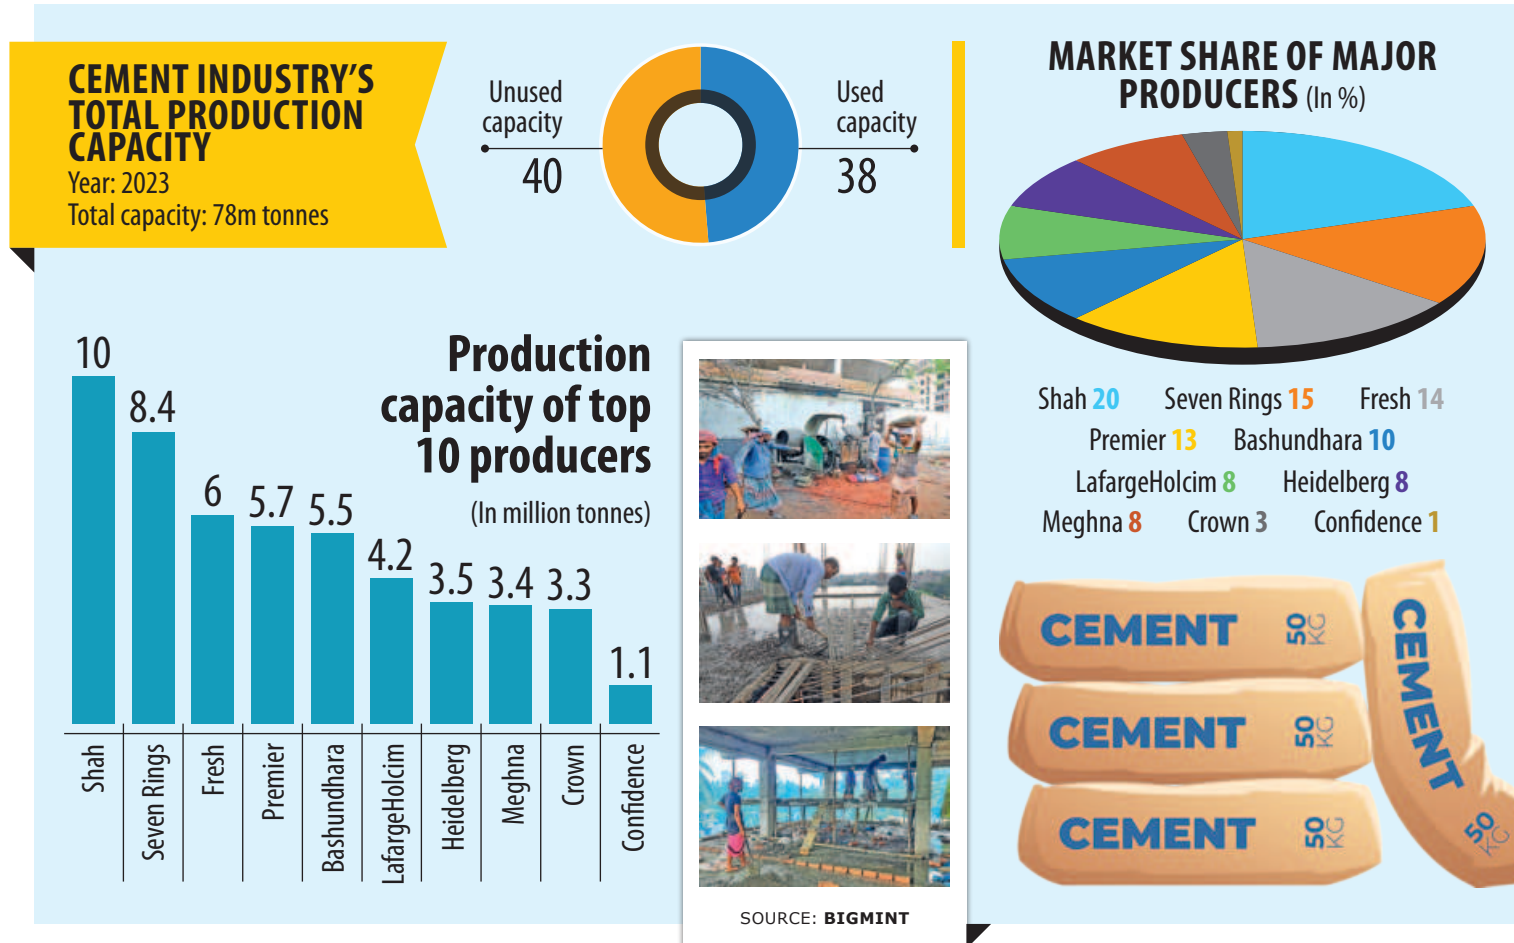 CEMENT INDUSTRY'S
TOTAL PRODUCTION
CAPACITY
Year: 2023
Total capacity: 78m tonnes
Unused
capacity
40
Used
capacity
38
MARKET SHARE OF MAJOR
PRODUCERS (In %)
Shah 20 Seven Rings 15 Fresh 14
Premier 13 Bashundhara 10
LafargeHolcim 8 Heidelberg 8
Meghna 8 Crown 3 Confidence 1
Production
capacity of top
10 producers
(In million tonnes)
10
8.4
6
5.7
5.5
4.2
3.5
3.4
3.3
1.1
Shah
Seven Rings
Fresh
Premier
Bashundhara
LafargeHolcim
Heidelberg
Meghna
Crown
Confidence
CEMENT 50 KG
CEMENT 50 KG
CEMENT 50 KG
CEMENT 50 KG
SOURCE: BIGMINT